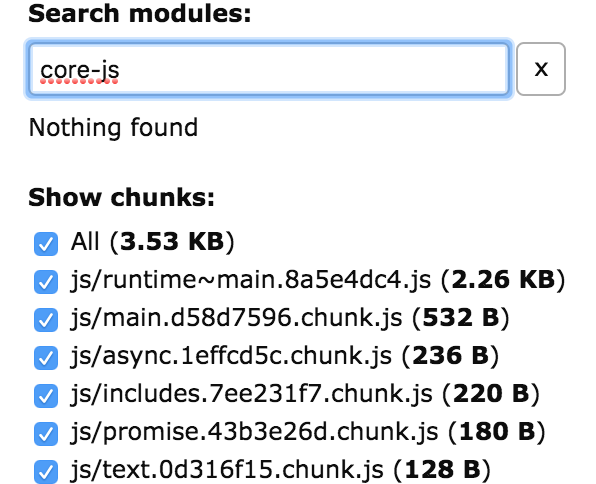 Search modules:
core-js
x
Nothing found
Show chunks:
All (3.53 KB)
js/runtime~main.8a5e4dc4.js (2.26 KB)
js/main.d58d7596.chunk.js (532 B)
js/async.1effcd5c.chunk.js (236 B)
js/includes.7ee231f7.chunk.js (220 B)
js/promise.43b3e26d.chunk.js (180 B)
js/text.0d316f15.chunk.js (128 B)